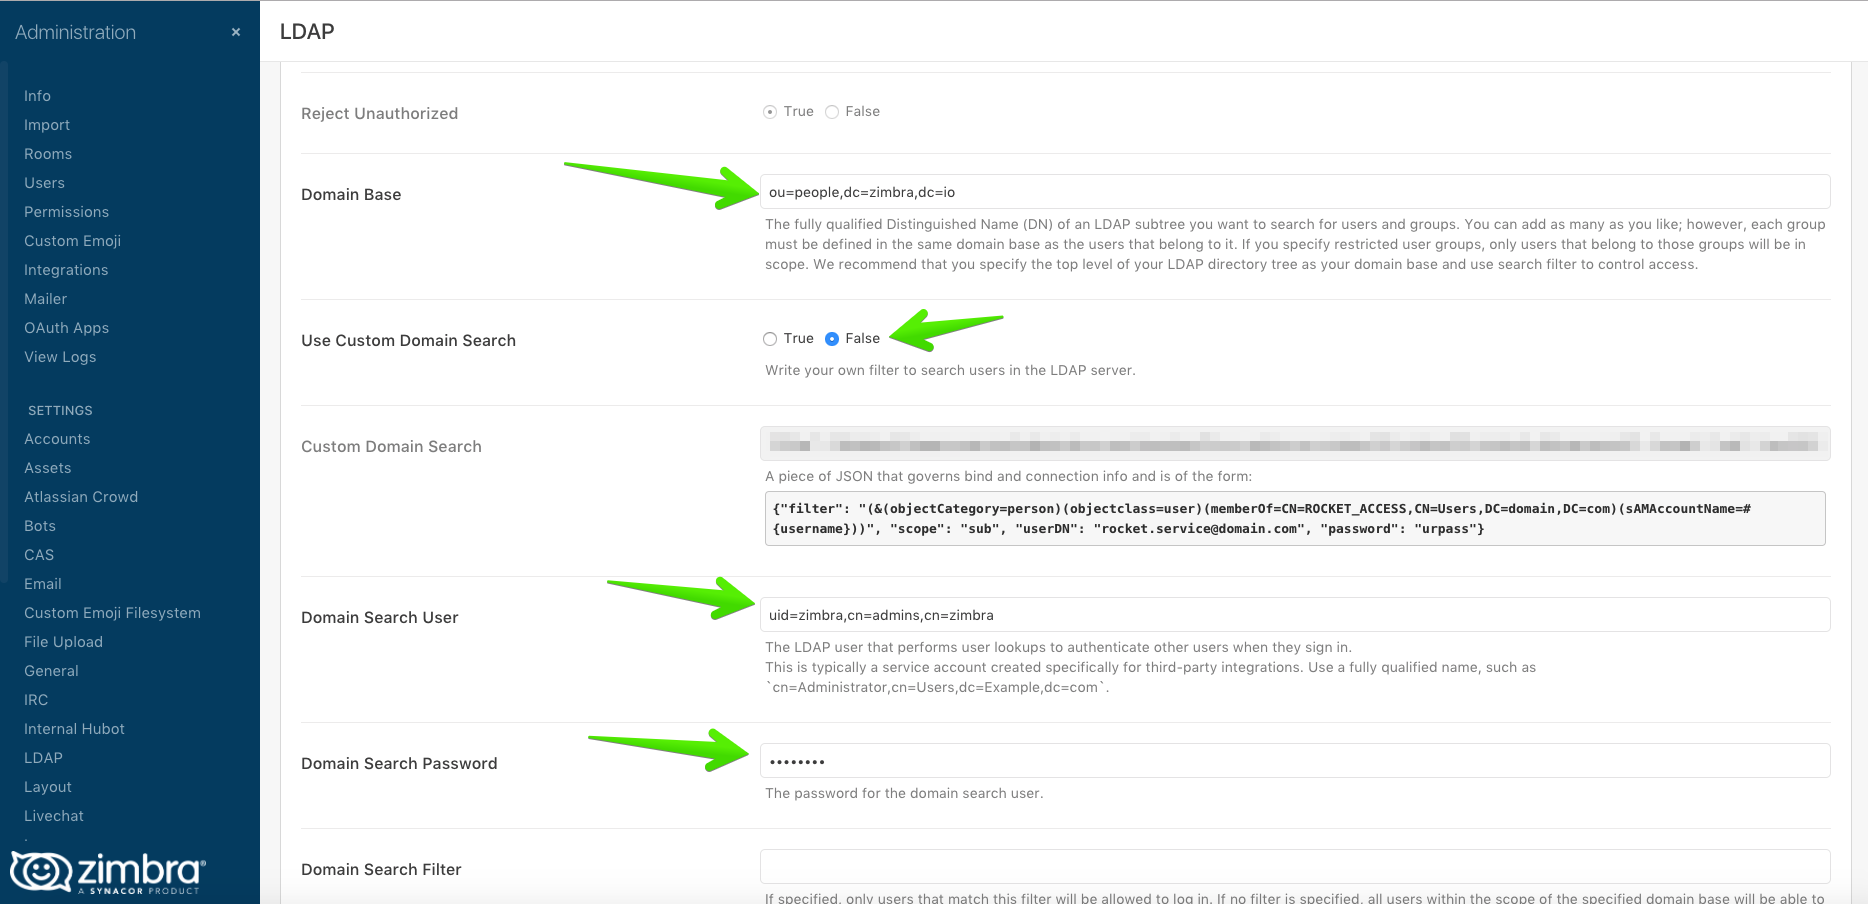 Administration
×
LDAP
Info
Import
Rooms
Users
Permissions
Custom Emoji
Integrations
Mailer
OAuth Apps
View Logs
SETTINGS
Accounts
Assets
Atlassian Crowd
Bots
CAS
Email
Custom Emoji Filesystem
File Upload
General
IRC
Internal Hubot
LDAP
Layout
Livechat
zimbra®
A SYNACOR PRODUCT
Reject Unauthorized
True False
Domain Base
ou=people,dc=zimbra,dc=io
The fully qualified Distinguished Name (DN) of an LDAP subtree you want to search for users and groups. You can add as many as you like; however, each group
must be defined in the same domain base as the users that belong to it. If you specify restricted user groups, only users that belong to those groups will be in
scope. We recommend that you specify the top level of your LDAP directory tree as your domain base and use search filter to control access.
Use Custom Domain Search
True False
Write your own filter to search users in the LDAP server.
Custom Domain Search
A piece of JSON that governs bind and connection info and is of the form:
{"filter": "(&(objectCategory=person)(objectclass=user)(memberOf=CN=ROCKET_ACCESS,CN=Users,DC=domain,DC=com)(sAMAccountName=#
{username}))", "scope": "sub", "userDN": "rocket.service@domain.com", "password": "urpass"}
Domain Search User
uid=zimbra,cn=admins,cn=zimbra
The LDAP user that performs user lookups to authenticate other users when they sign in.
This is typically a service account created specifically for third-party integrations. Use a fully qualified name, such as
`cn=Administrator,cn=Users,dc=Example,dc=com`.
Domain Search Password
••••••••
The password for the domain search user.
Domain Search Filter
If specified, only users that match this filter will be allowed to log in. If no filter is specified, all users within the scope of the specified domain base will be able to